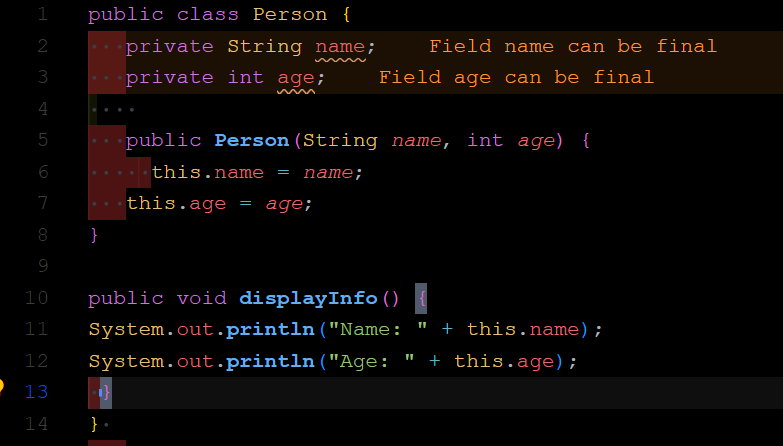 1 public class Person {
2 private String name; Field name can be final
3 private int age; Field age can be final
4
5 public Person(String name, int age) {
6 this.name = name;
7 this.age = age;
8 }
9
10 public void displayInfo() {
11 System.out.println("Name: " + this.name);
12 System.out.println("Age: " + this.age);
13 }
14 }